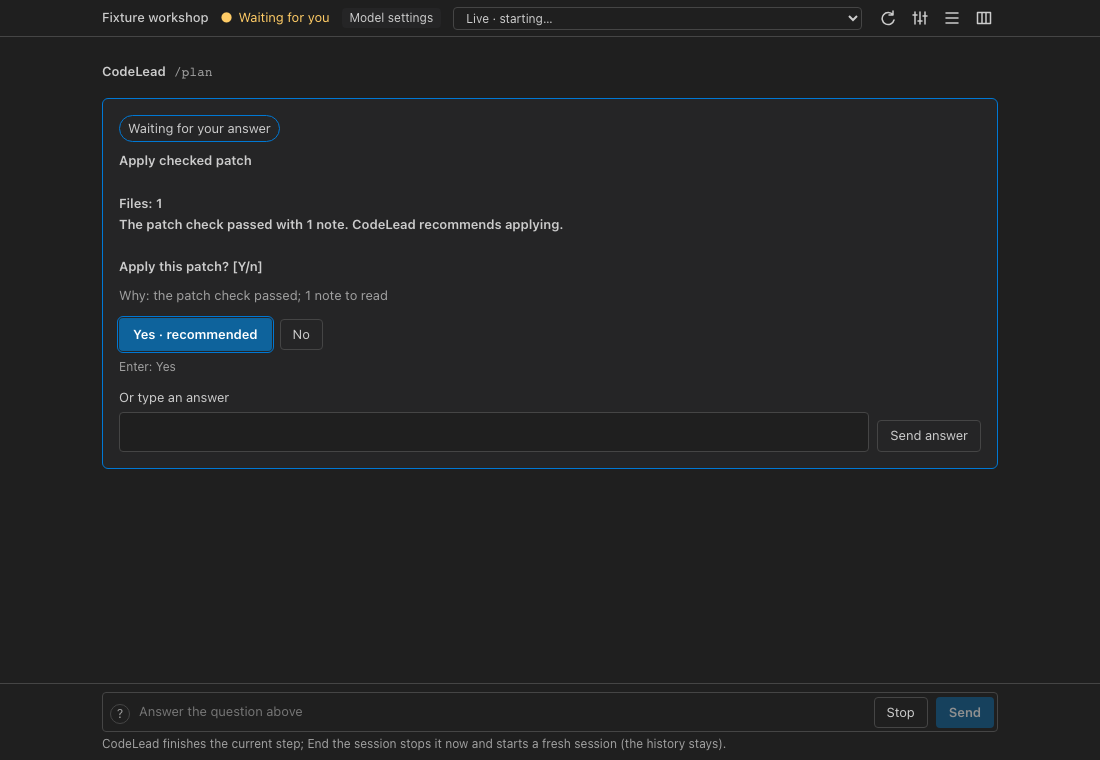 Fixture workshop Waiting for you Model settings Live · starting...
CodeLead /plan
Waiting for your answer
Apply checked patch
Files: 1
The patch check passed with 1 note. CodeLead recommends applying.
Apply this patch? [Y/n]
Why: the patch check passed; 1 note to read
Yes · recommended No
Enter: Yes
Or type an answer
Send answer
? Answer the question above Stop Send
CodeLead finishes the current step; End the session stops it now and starts a fresh session (the history stays).